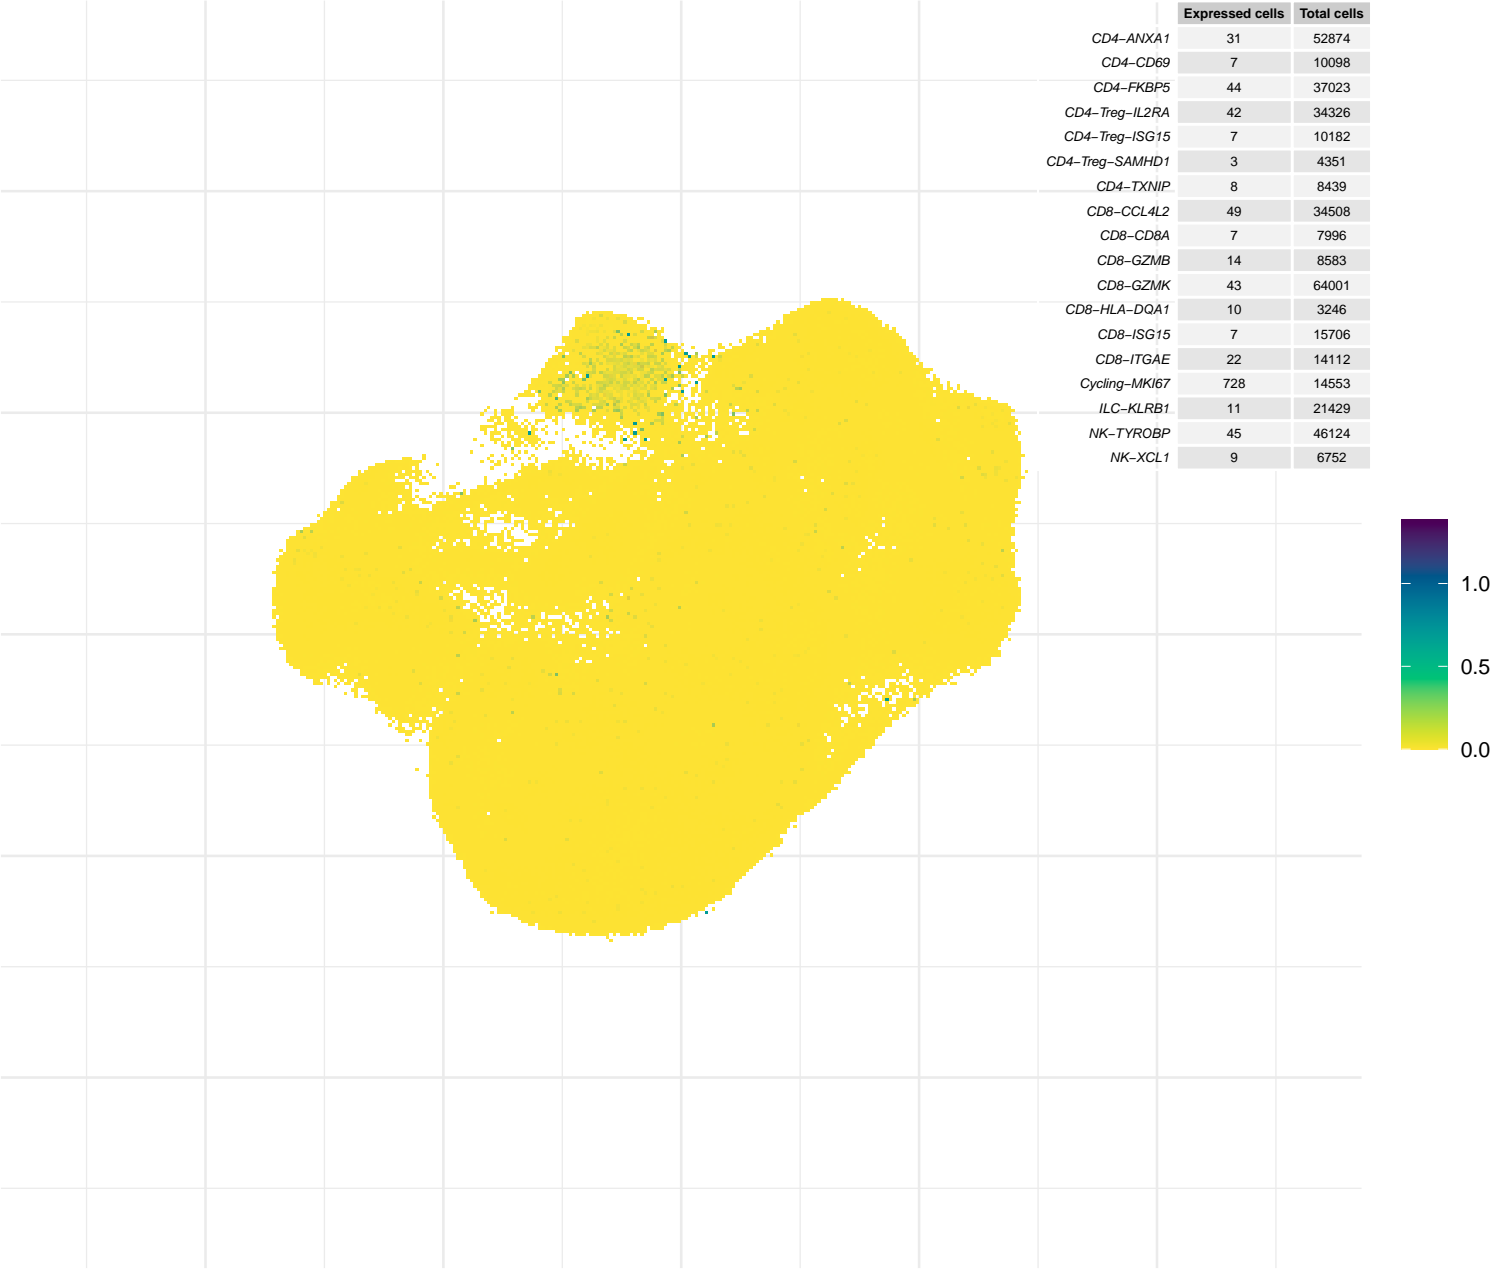 Expressed cells Total cells
CD4−ANXA1 31 52874
CD4−CD69 7 10098
CD4−FKBP5 44 37023
CD4−Treg−IL2RA 42 34326
CD4−Treg−ISG15 7 10182
CD4−Treg−SAMHD1 3 4351
CD4−TXNIP 8 8439
CD8−CCL4L2 49 34508
CD8−CD8A 7 7996
CD8−GZMB 14 8583
CD8−GZMK 43 64001
CD8−HLA−DQA1 10 3246
CD8−ISG15 7 15706
CD8−ITGAE 22 14112
Cycling−MKI67 728 14553
ILC−KLRB1 11 21429
NK−TYROBP 45 46124
NK−XCL1 9 6752
1.0
0.5
0.0